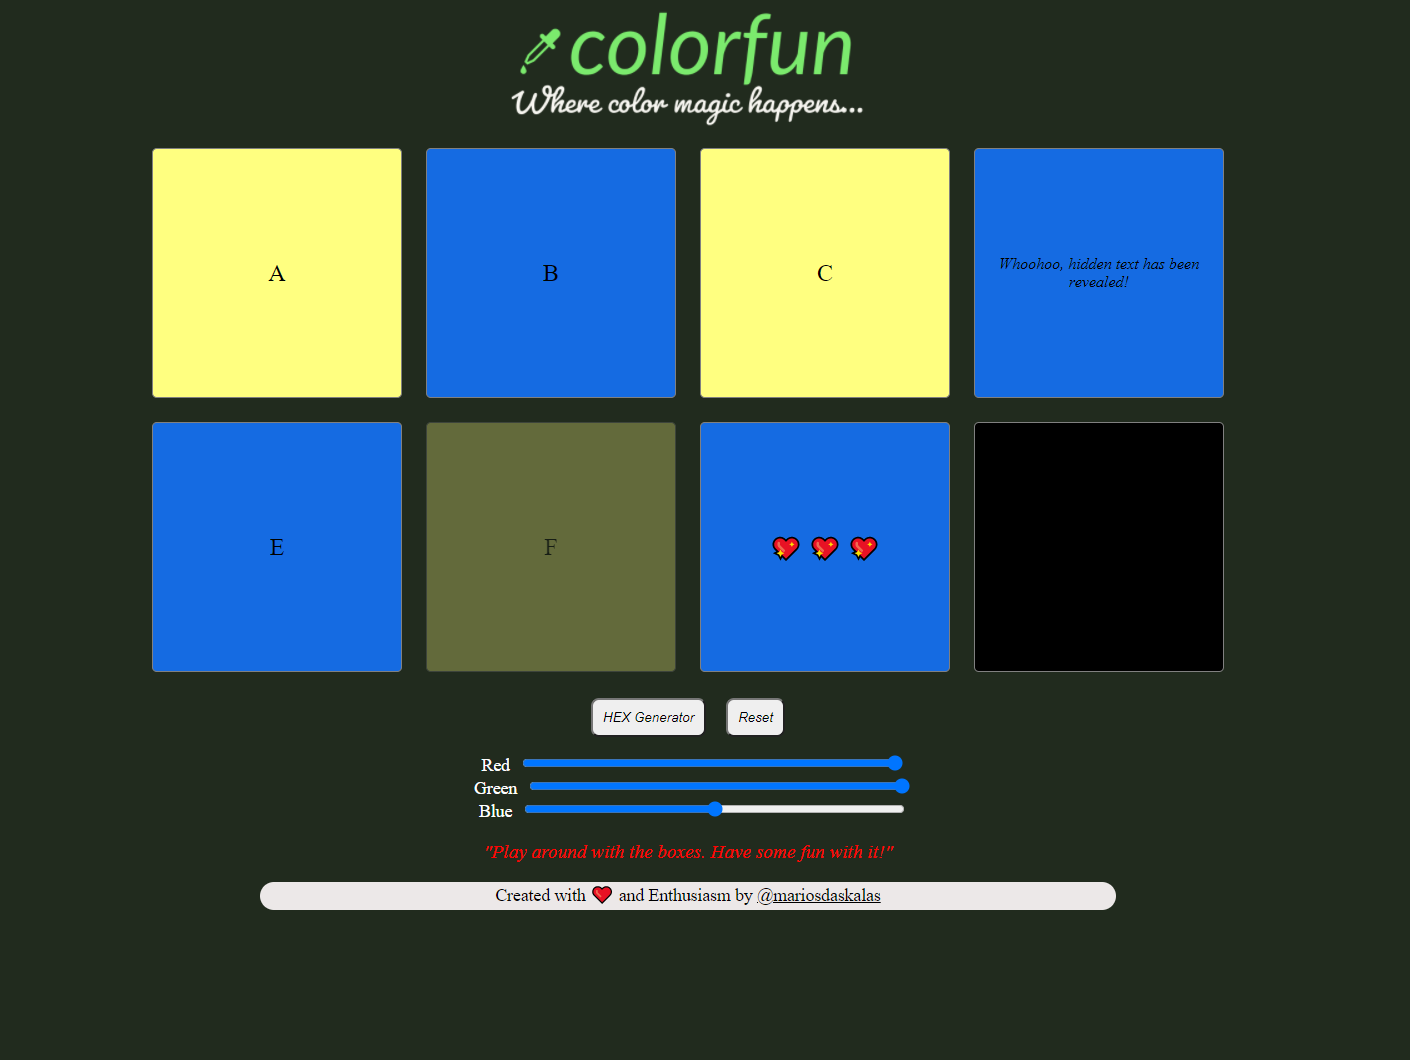 colorfun
Where color magic happens...
A
B
C
Whoohoo, hidden text has been
revealed!
E
F
HEX Generator
Reset
Red
Green
Blue
"Play around with the boxes. Have some fun with it!"
Created with ❤️ and Enthusiasm by @mariosdaskalas